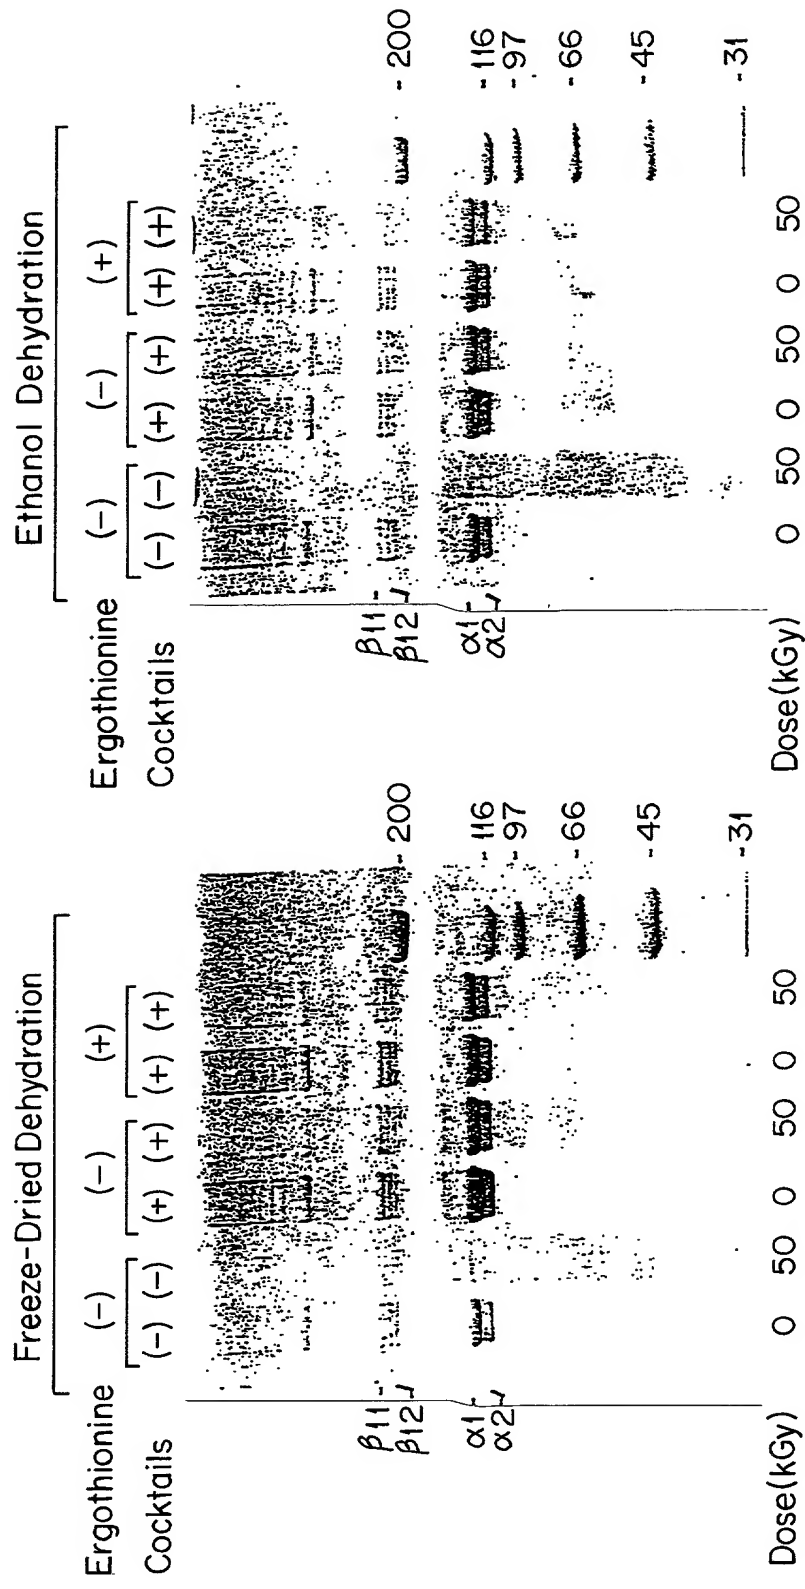 Freeze-Dried Dehydration
Ergothionine (-) (-) (+)
Cocktails (-) (-) (+) (+) (+) (+)
β11 -
β12 -
α1 -
α2 -
- 200
- 116
- 97
- 66
- 45
- 31
Dose(kGy) 0 50 0 50 0 50
Ethanol Dehydration
Ergothionine (-) (-) (+)
Cocktails (-) (-) (+) (+) (+) (+)
β11 -
β12 -
α1 -
α2 -
- 200
- 116
- 97
- 66
- 45
- 31
Dose(kGy) 0 50 0 50 0 50